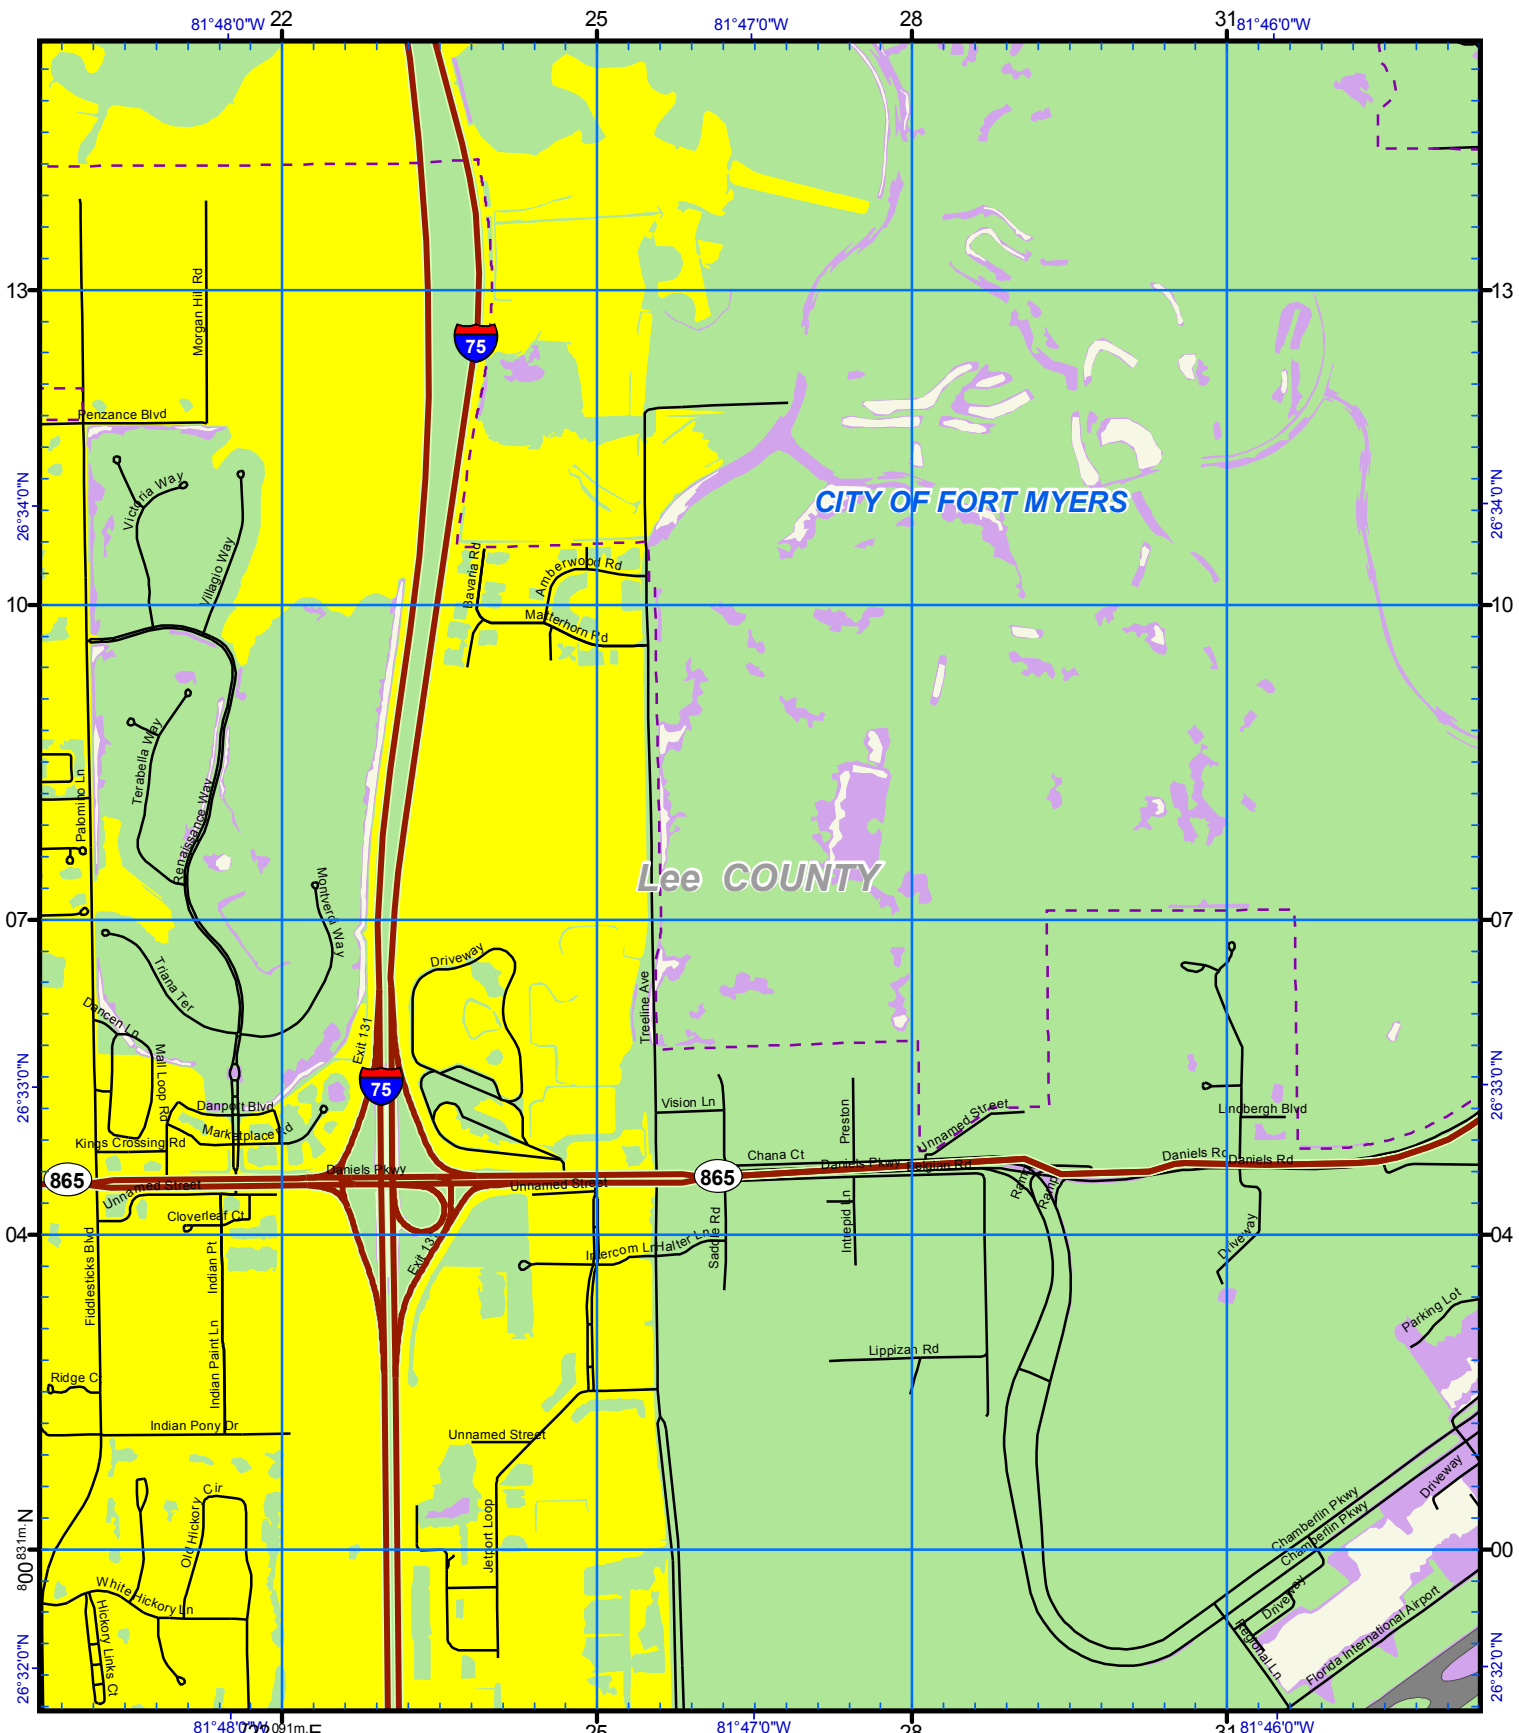 81°48'0"W
22
25
81°47'0"W
28
31
81°46'0"W
13
13
Morgan Hill Rd
75
Penzance Blvd
Victoria Way
26°34'0"N
26°34'0"N
CITY OF FORT MYERS
Villagio Way
Bavaria Rd
Amberwood Rd
10
10
Matterhorn Rd
Terabella Way
Palomino Ln
Renaissance Way
Lee COUNTY
Montverdi Way
07
07
Driveway
Triana Ter
Treeline Ave
Dancen Ln
Exit 131
Mall Loop Rd
26°33'0"N
26°33'0"N
75
Danport Blvd
Vision Ln
Preston
Unnamed Street
Lindbergh Blvd
Marketplace Rd
Kings Crossing Rd
Chana Ct
Daniels Pkwy
Daniels Pkwy
Belgian Rd
Daniels Rd
Daniels Rd
865
865
Unnamed Street
Unnamed Street
Ramp
Ramp
Cloverleaf Ct
Saddle Rd
Intrepid Ln
Driveway
04
04
Intercom Ln
Halter Ln
Exit 131
Indian Pt
Fiddlesticks Blvd
Parking Lot
Indian Paint Ln
Lippizan Rd
Ridge C
Indian Pony Dr
Unnamed Street
Driveway
Cir
Old Hickory
Jetport Loop
Chamberlin Pkwy
Chamberlin Pkwy
800 831m. N
00
White Hickory Ln
Hickory Links Ct
Driveway
Regional Ln
Florida International Airport
26°32'0"N
26°32'0"N
81°48'0"W
722 091m. E
25
81°47'0"W
28
31
81°46'0"W